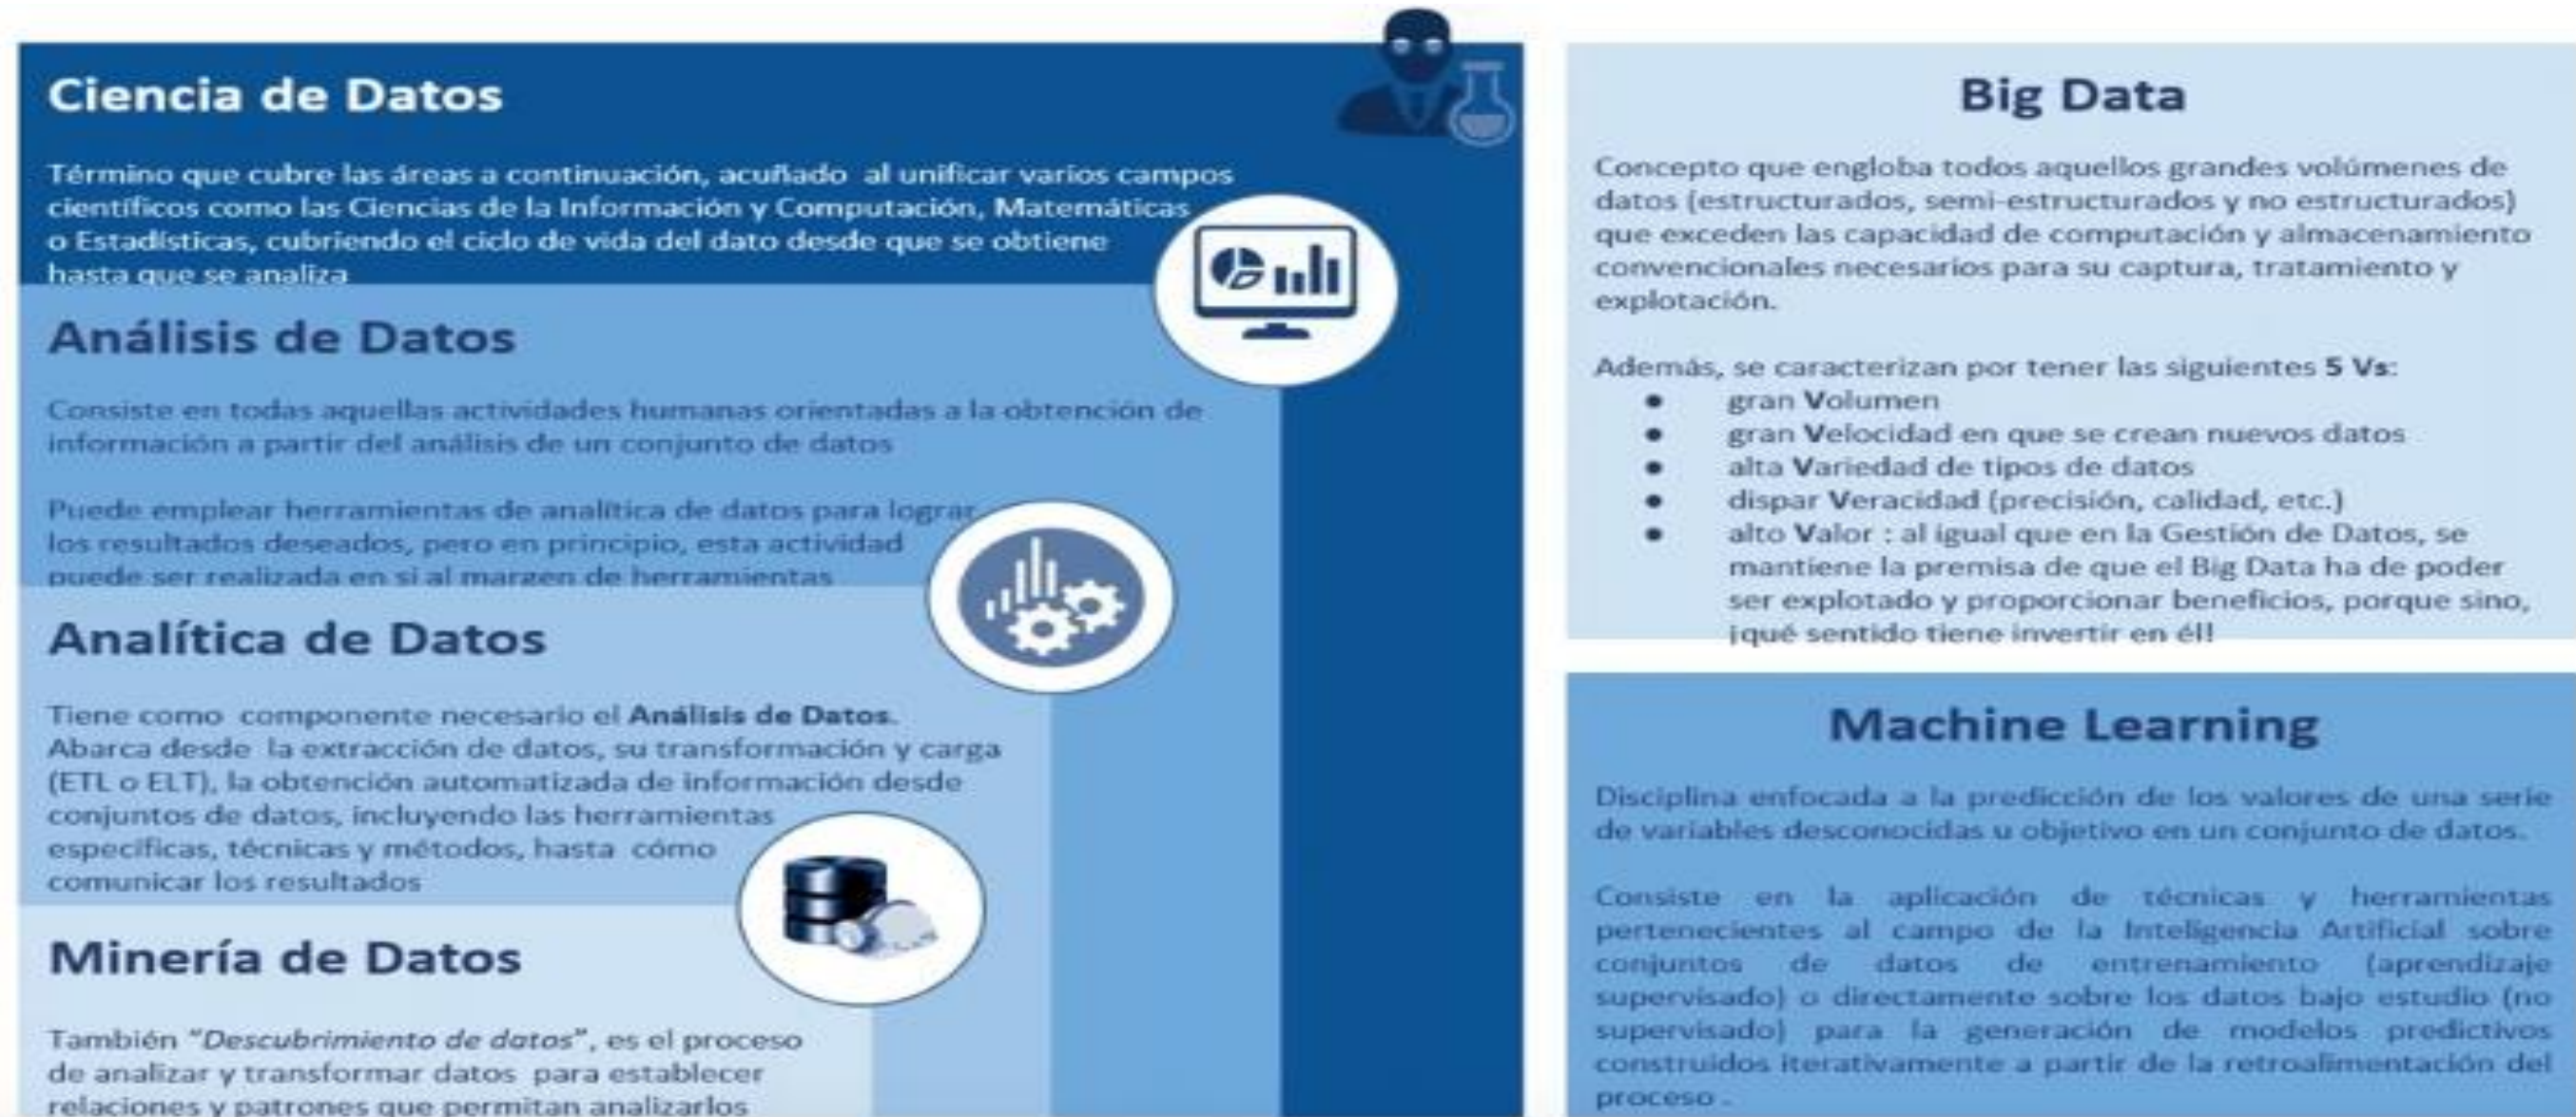 Ciencia de Datos
Término que cubre las áreas a continuación, acuñado al unificar varios campos
científicos como las Ciencias de la Información y Computación, Matemáticas
o Estadísticas, cubriendo el ciclo de vida del dato desde que se obtiene
hasta que se analiza
Análisis de Datos
Consiste en todas aquellas actividades humanas orientadas a la obtención de
información a partir del análisis de un conjunto de datos
Puede emplear herramientas de analítica de datos para lograr
los resultados deseados, pero en principio, esta actividad
puede ser realizada en si al margen de herramientas
Analítica de Datos
Tiene como componente necesario el Análisis de Datos.
Abarca desde la extracción de datos, su transformación y carga
(ETL o ELT), la obtención automatizada de información desde
conjuntos de datos, incluyendo las herramientas
específicas, técnicas y métodos, hasta cómo
comunicar los resultados
Minería de Datos
También "Descubrimiento de datos", es el proceso
de analizar y transformar datos para establecer
relaciones y patrones que permitan analizarlos
Big Data
Concepto que engloba todos aquellos grandes volúmenes de
datos (estructurados, semi-estructurados y no estructurados)
que exceden las capacidad de computación y almacenamiento
convencionales necesarios para su captura, tratamiento y
explotación.
Además, se caracterizan por tener las siguientes 5 Vs:
● gran Volumen
● gran Velocidad en que se crean nuevos datos
● alta Variedad de tipos de datos
● dispar Veracidad (precisión, calidad, etc.)
● alto Valor : al igual que en la Gestión de Datos, se
mantiene la premisa de que el Big Data ha de poder
ser explotado y proporcionar beneficios, porque sino,
¡qué sentido tiene invertir en él!
Machine Learning
Disciplina enfocada a la predicción de los valores de una serie
de variables desconocidas u objetivo en un conjunto de datos.
Consiste en la aplicación de técnicas y herramientas
pertenecientes al campo de la Inteligencia Artificial sobre
conjuntos de datos de entrenamiento (aprendizaje
supervisado) o directamente sobre los datos bajo estudio (no
supervisado) para la generación de modelos predictivos
construidos iterativamente a partir de la retroalimentación del
proceso .